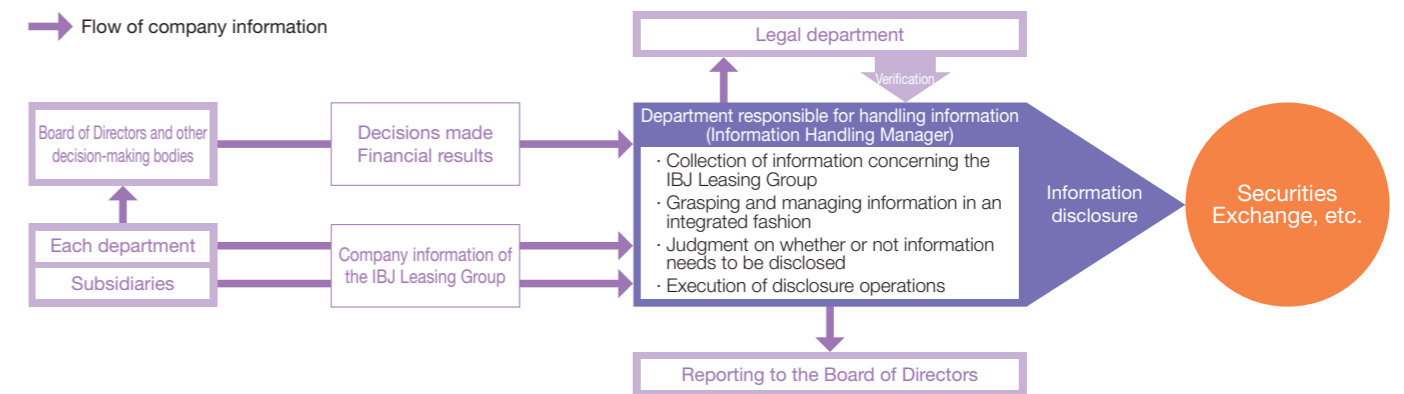 Flow of company information
Legal department
Verification
Board of Directors and other
decision-making bodies
Decisions made
Financial results
Each department
Subsidiaries
Company information of
the IBJ Leasing Group
Department responsible for handling information
(Information Handling Manager)
· Collection of information concerning the
IBJ Leasing Group
· Grasping and managing information in an
integrated fashion
· Judgment on whether or not information
needs to be disclosed
· Execution of disclosure operations
Information
disclosure
Securities
Exchange, etc.
Reporting to the Board of Directors